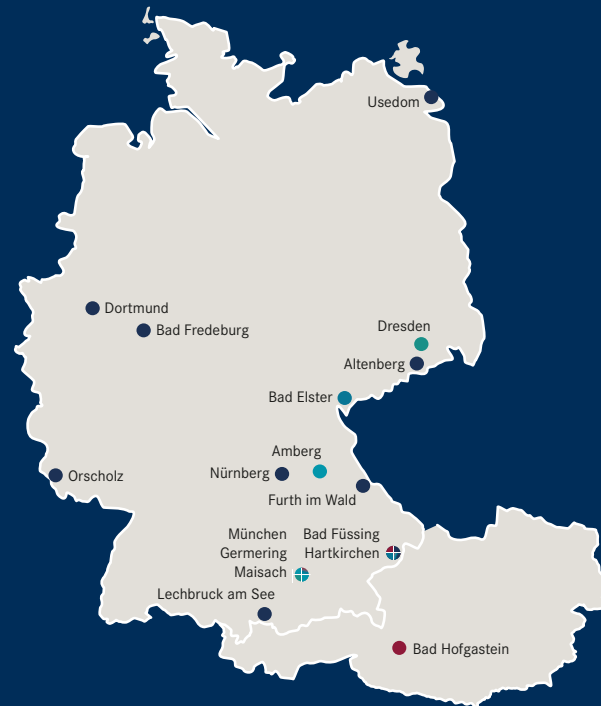 Usedom
Dortmund
Bad Fredeburg
Dresden
Altenberg
Bad Elster
Amberg
Nürnberg
Orscholz
Furth im Wald
München
Germering
Maisach
Bad Füssing
Hartkirchen
Lechbruck am See
Bad Hofgastein